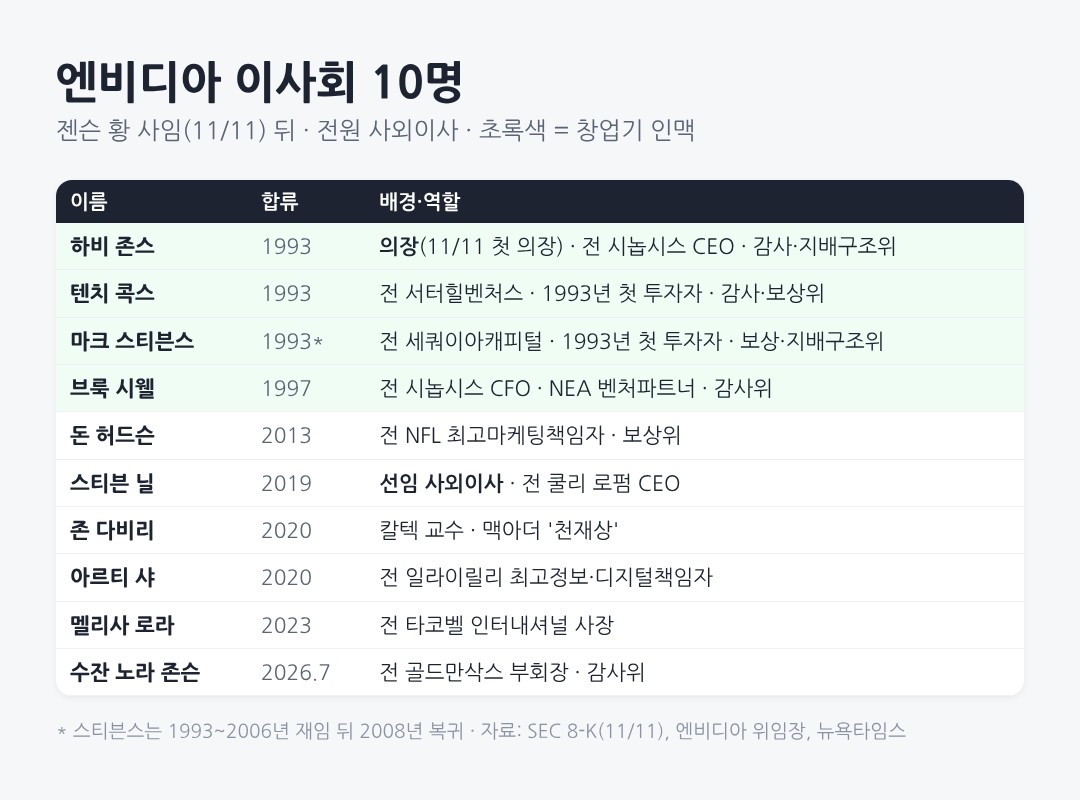 엔비디아 이사회 10명
젠슨 황 사임(11/11) 뒤 · 전원 사외이사 · 초록색 = 창업기 인맥
이름 합류 배경·역할
하비 존스 1993 의장(11/11 첫 의장) · 전 시놉시스 CEO · 감사·지배구조위
텐치 콕스 1993 전 서터힐벤처스 · 1993년 첫 투자자 · 감사·보상위
마크 스티븐스 1993* 전 세쿼이아캐피털 · 1993년 첫 투자자 · 보상·지배구조위
브룩 시웰 1997 전 시놉시스 CFO · NEA 벤처파트너 · 감사위
돈 허드슨 2013 전 NFL 최고마케팅책임자 · 보상위
스티븐 닐 2019 선임 사외이사 · 전 쿨리 로펌 CEO
존 다비리 2020 칼텍 교수 · 맥아더 '천재상'
아르티 샤 2020 전 일라이릴리 최고정보·디지털책임자
멜리사 로라 2023 전 타코벨 인터내셔널 사장
수잔 노라 존슨 2026.7 전 골드만삭스 부회장 · 감사위
* 스티븐스는 1993~2006년 재임 뒤 2008년 복귀 · 자료: SEC 8-K(11/11), 엔비디아 위임장, 뉴욕타임스